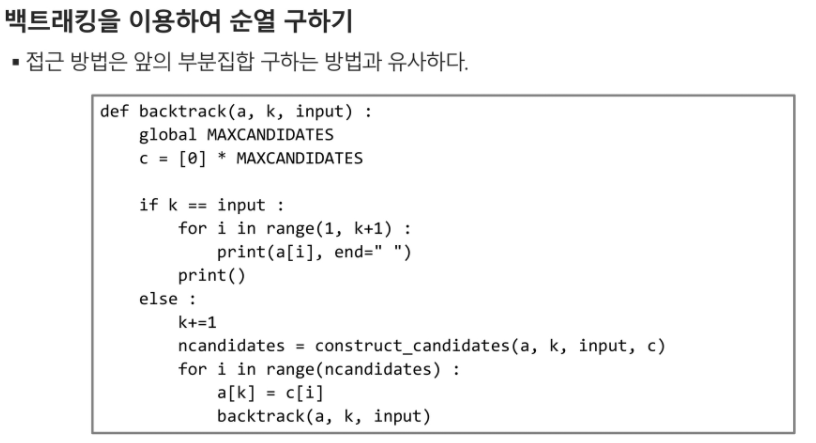 백트래킹을 이용하여 순열 구하기
▪ 접근 방법은 앞의 부분집합 구하는 방법과 유사하다.
def backtrack(a, k, input) :
    global MAXCANDIDATES
    c = [0] * MAXCANDIDATES

    if k == input :
        for i in range(1, k+1) :
            print(a[i], end=" ")
        print()
    else :
        k+=1
        ncandidates = construct_candidates(a, k, input, c)
        for i in range(ncandidates) :
            a[k] = c[i]
            backtrack(a, k, input)